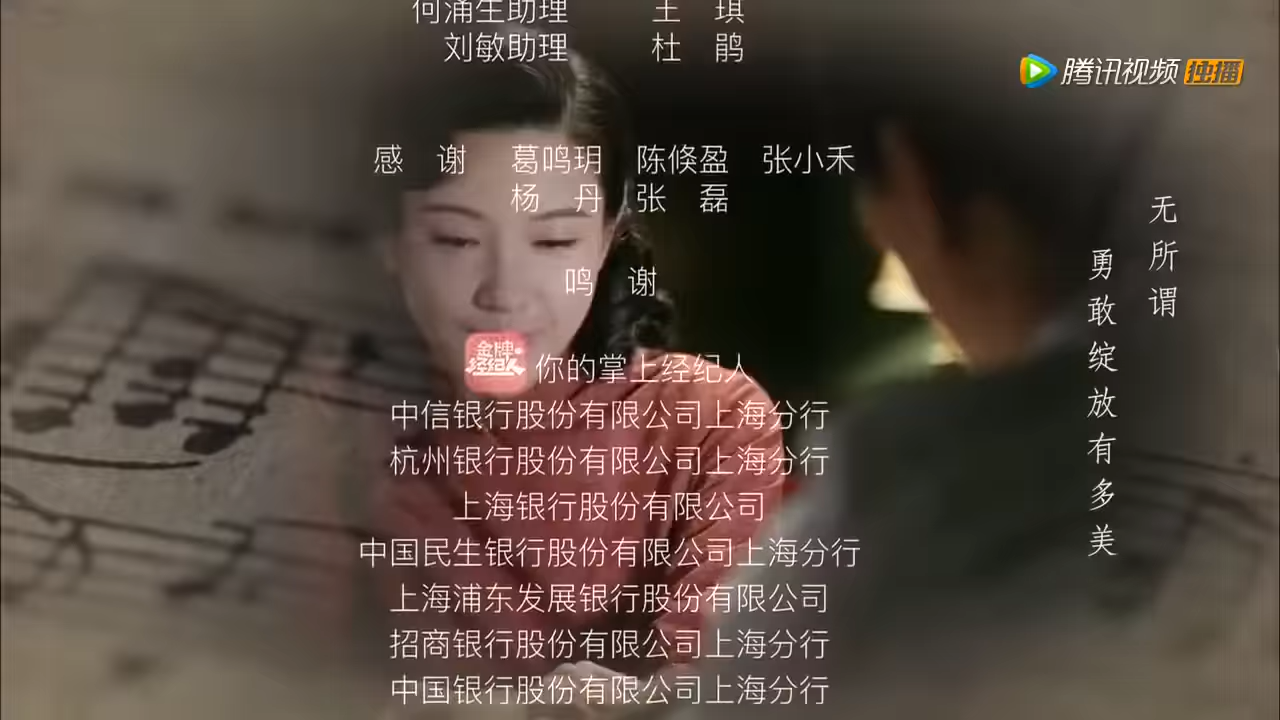 何涌生助理 王琪
刘敏助理 杜鹃
腾讯视频 独播
感谢 葛鸣玥 陈倏盈 张小禾
杨丹 张磊
鸣谢
金牌经纪人 你的掌上经纪人
中信银行股份有限公司上海分行
杭州银行股份有限公司上海分行
上海银行股份有限公司
中国民生银行股份有限公司上海分行
上海浦东发展银行股份有限公司
招商银行股份有限公司上海分行
中国银行股份有限公司上海分行
无所谓
勇敢绽放有多美